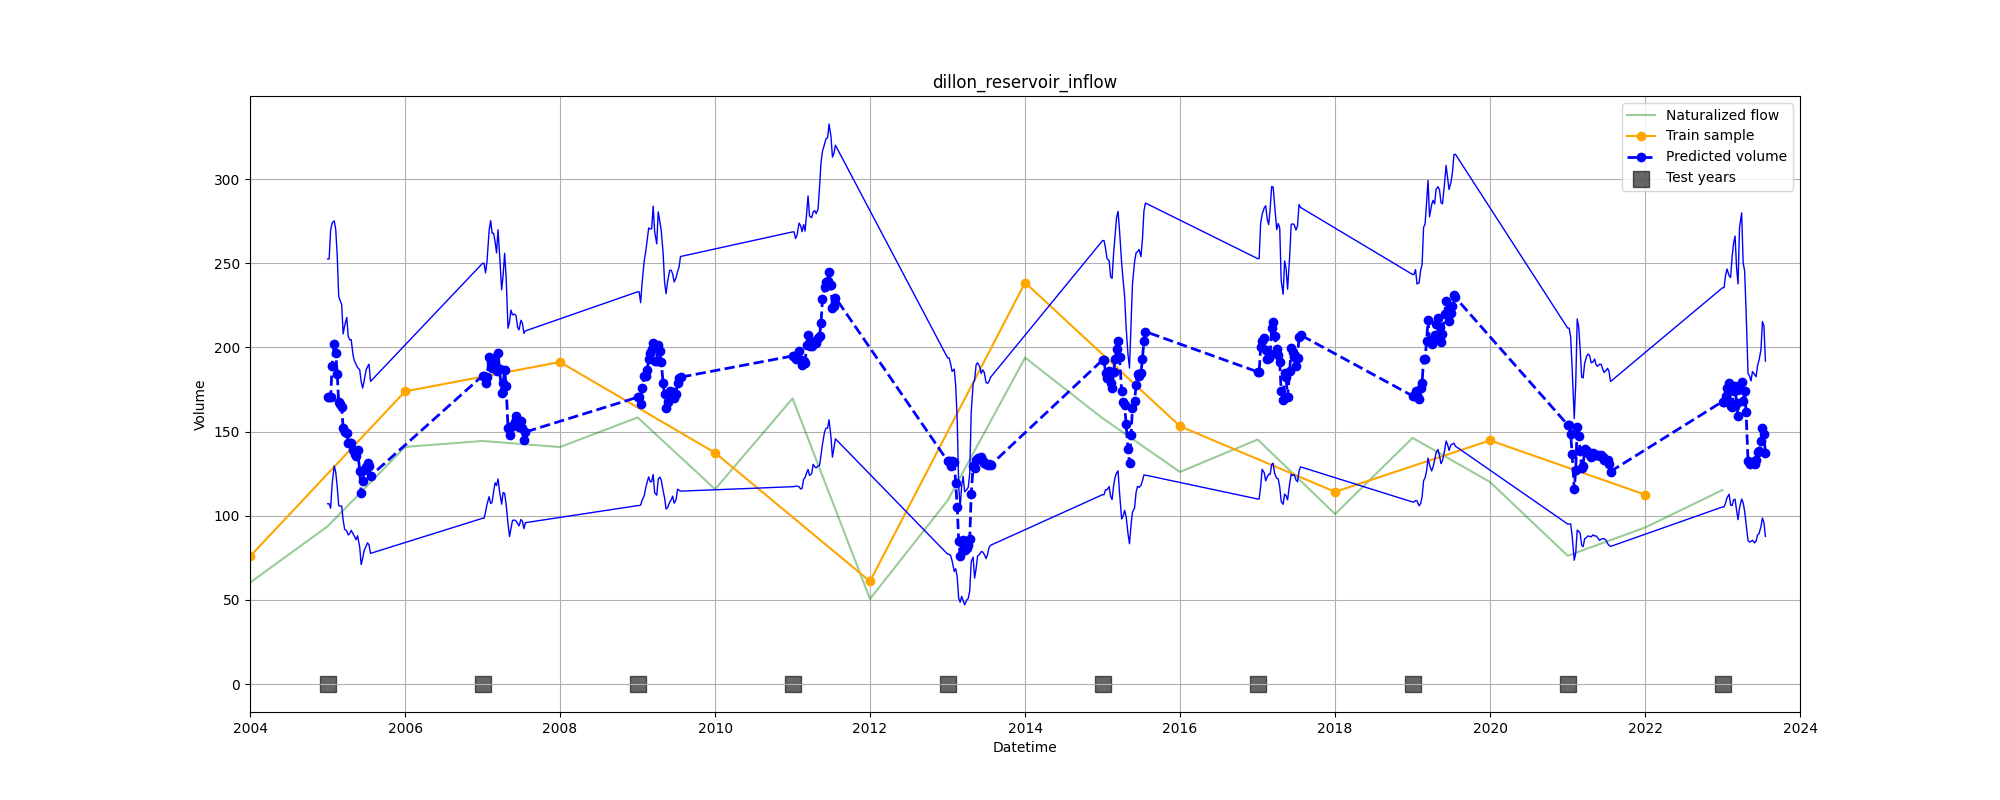 dillon_reservoir_inflow
Naturalized flow
Train sample
Predicted volume
Test years
Volume
300
250
200
150
100
50
0
2004 2006 2008 2010 2012 2014 2016 2018 2020 2022 2024
Datetime